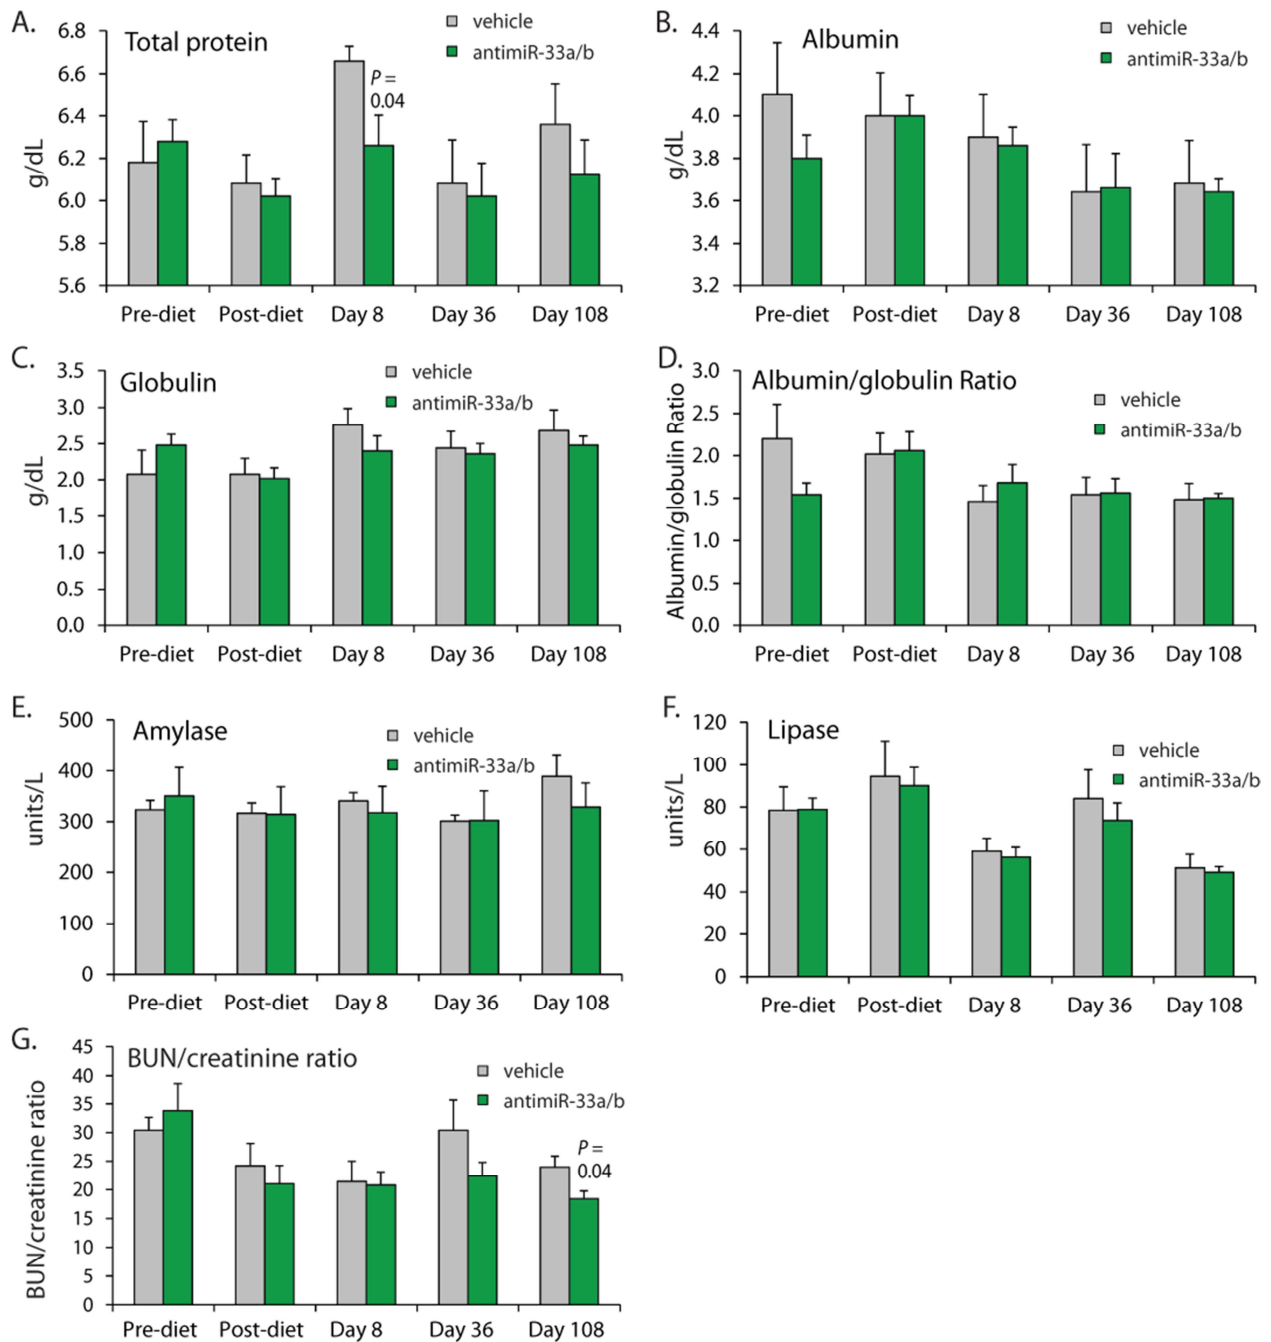 A.
Total protein
vehicle
antimiR-33a/b
g/dL
6.8
6.6
6.4
6.2
6.0
5.8
5.6
P =
0.04
Pre-diet Post-diet Day 8 Day 36 Day 108
B.
Albumin
vehicle
antimiR-33a/b
g/dL
4.4
4.2
4.0
3.8
3.6
3.4
3.2
Pre-diet Post-diet Day 8 Day 36 Day 108
C.
Globulin
vehicle
antimiR-33a/b
g/dL
3.5
3.0
2.5
2.0
1.5
1.0
0.5
0.0
Pre-diet Post-diet Day 8 Day 36 Day 108
D.
Albumin/globulin Ratio
vehicle
antimiR-33a/b
Albumin/globulin Ratio
3.0
2.5
2.0
1.5
1.0
0.5
0.0
Pre-diet Post-diet Day 8 Day 36 Day 108
E.
Amylase
vehicle
antimiR-33a/b
units/L
500
400
300
200
100
0
Pre-diet Post-diet Day 8 Day 36 Day 108
F.
Lipase
vehicle
antimiR-33a/b
units/L
120
100
80
60
40
20
0
Pre-diet Post-diet Day 8 Day 36 Day 108
G.
BUN/creatinine ratio
vehicle
antimiR-33a/b
BUN/creatinine ratio
45
40
35
30
25
20
15
10
5
0
P =
0.04
Pre-diet Post-diet Day 8 Day 36 Day 108